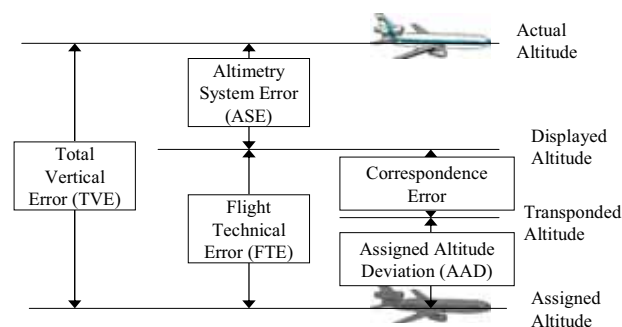 Actual
Altitude
Altimetry
System Error
(ASE)
Displayed
Altitude
Total
Vertical
Error (TVE)
Correspondence
Error
Flight
Technical
Error (FTE)
Transponded
Altitude
Assigned Altitude
Deviation (AAD)
Assigned
Altitude